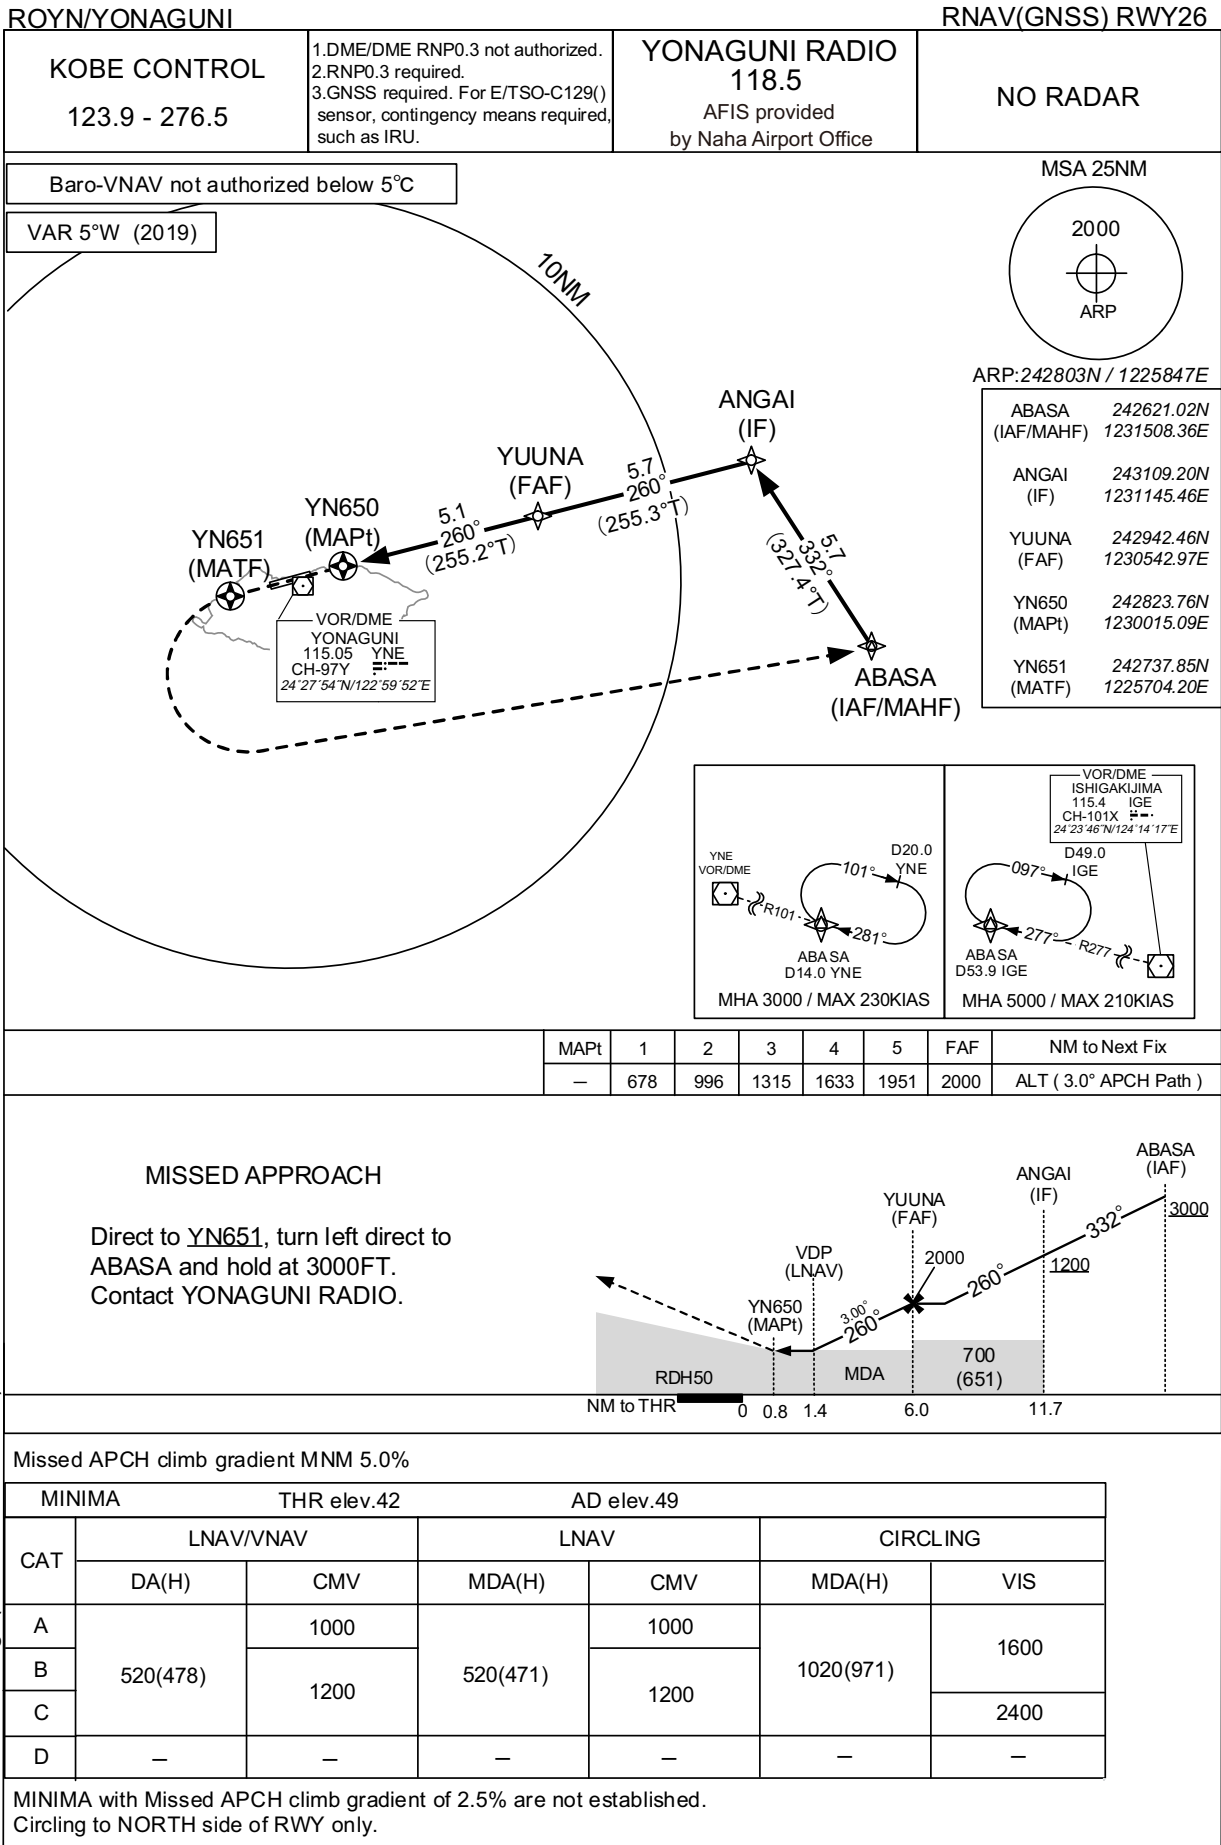 ROYN/YONAGUNI
RNAV(GNSS) RWY26
KOBE CONTROL
123.9 - 276.5
1.DME/DME RNP0.3 not authorized.
2.RNP0.3 required.
3.GNSS required. For E/TSO-C129()
sensor, contingency means required,
such as IRU.
YONAGUNI RADIO
118.5
AFIS provided
by Naha Airport Office
NO RADAR
Baro-VNAV not authorized below 5°C
VAR 5°W (2019)
MSA 25NM
2000
ARP
ARP:242803N / 1225847E
ABASA 242621.02N
(IAF/MAHF) 1231508.36E
ANGAI 243109.20N
(IF) 1231145.46E
YUUNA 242942.46N
(FAF) 1230542.97E
YN650 242823.76N
(MAPt) 1230015.09E
YN651 242737.85N
(MATF) 1225704.20E
10NM
ANGAI
(IF)
YUUNA
(FAF)
YN650
(MAPt)
YN651
(MATF)
5.7
260°
(255.3°T)
5.1
260°
(255.2°T)
5.7
332°
(327.4°T)
ABASA
(IAF/MAHF)
VOR/DME
YONAGUNI
115.05 YNE
CH-97Y
24°27´54˝N/122°59´52˝E
YNE
VOR/DME
R101
101°
D20.0
YNE
281°
ABASA
D14.0 YNE
MHA 3000 / MAX 230KIAS
VOR/DME
ISHIGAKIJIMA
115.4 IGE
CH-101X
24°23´46˝N/124°14´17˝E
097°
D49.0
IGE
277°
R277
ABASA
D53.9 IGE
MHA 5000 / MAX 210KIAS
MAPt 1 2 3 4 5 FAF NM to Next Fix
— 678 996 1315 1633 1951 2000 ALT ( 3.0° APCH Path )
MISSED APPROACH
Direct to YN651, turn left direct to
ABASA and hold at 3000FT.
Contact YONAGUNI RADIO.
ABASA
(IAF)
ANGAI
(IF)
YUUNA
(FAF)
VDP
(LNAV)
YN650
(MAPt)
3000
332°
1200
260°
2000
3.00°
260°
700
(651)
MDA
RDH50
NM to THR 0 0.8 1.4 6.0 11.7
Missed APCH climb gradient MNM 5.0%
MINIMA THR elev.42 AD elev.49
CAT LNAV/VNAV LNAV CIRCLING
DA(H) CMV MDA(H) CMV MDA(H) VIS
A 1000 1000
B 520(478) 1200 520(471) 1200 1020(971) 1600
C 2400
D — — — — — —
MINIMA with Missed APCH climb gradient of 2.5% are not established.
Circling to NORTH side of RWY only.